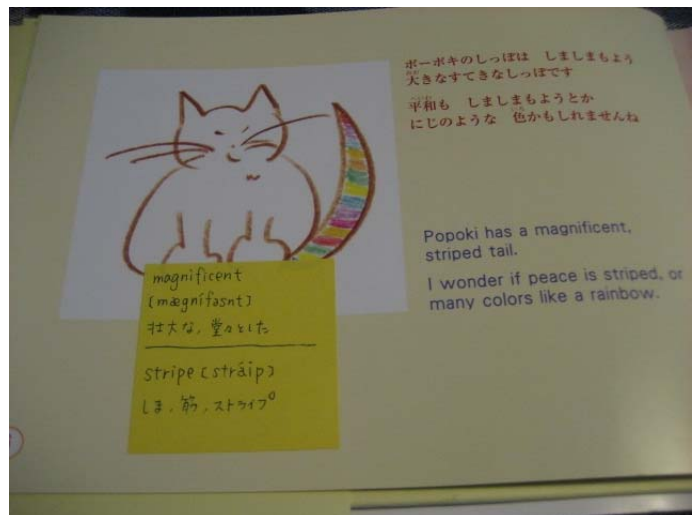 ポーポキのしっぽは しましまもよう
大きなすてきなしっぽです
平和も しましまもようとか
にじのような 色かもしれませんね
Popoki has a magnificent,
striped tail.
I wonder if peace is striped, or
many colors like a rainbow.
magnificent
[mægnífəsnt]
壮大な, 堂々とした
stripe [stráip]
しま, 筋, ストライプ